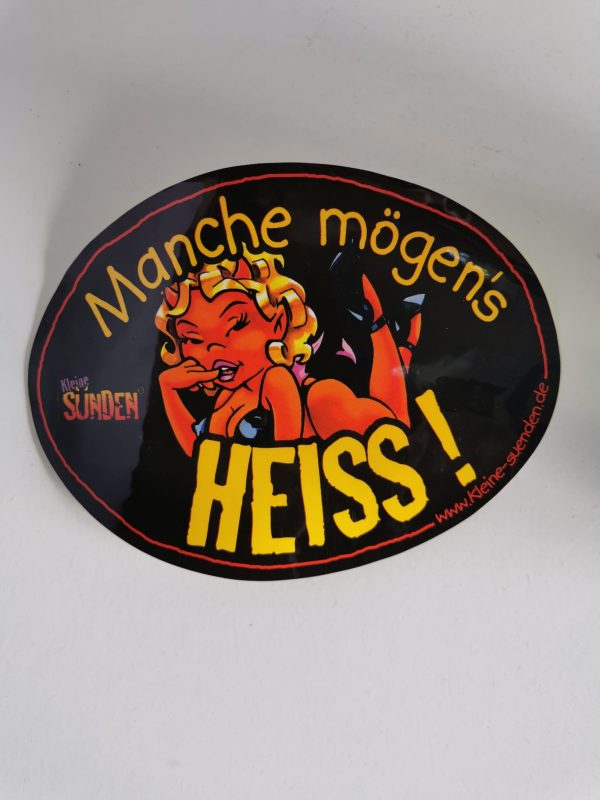 Manche mögen's
Kleine
SÜNDEN
HEISS!
www.kleine-suenden.de